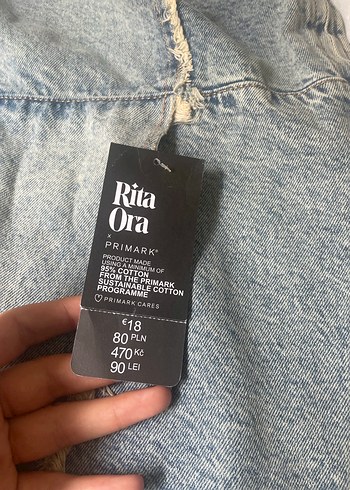 Rita
Ora
x
PRIMARK®
PRODUCT MADE
USING A MINIMUM OF
95% COTTON
FROM THE PRIMARK
SUSTAINABLE COTTON
PROGRAMME
PRIMARK CARES
€18
80 PLN
470 Kč
90 LEI